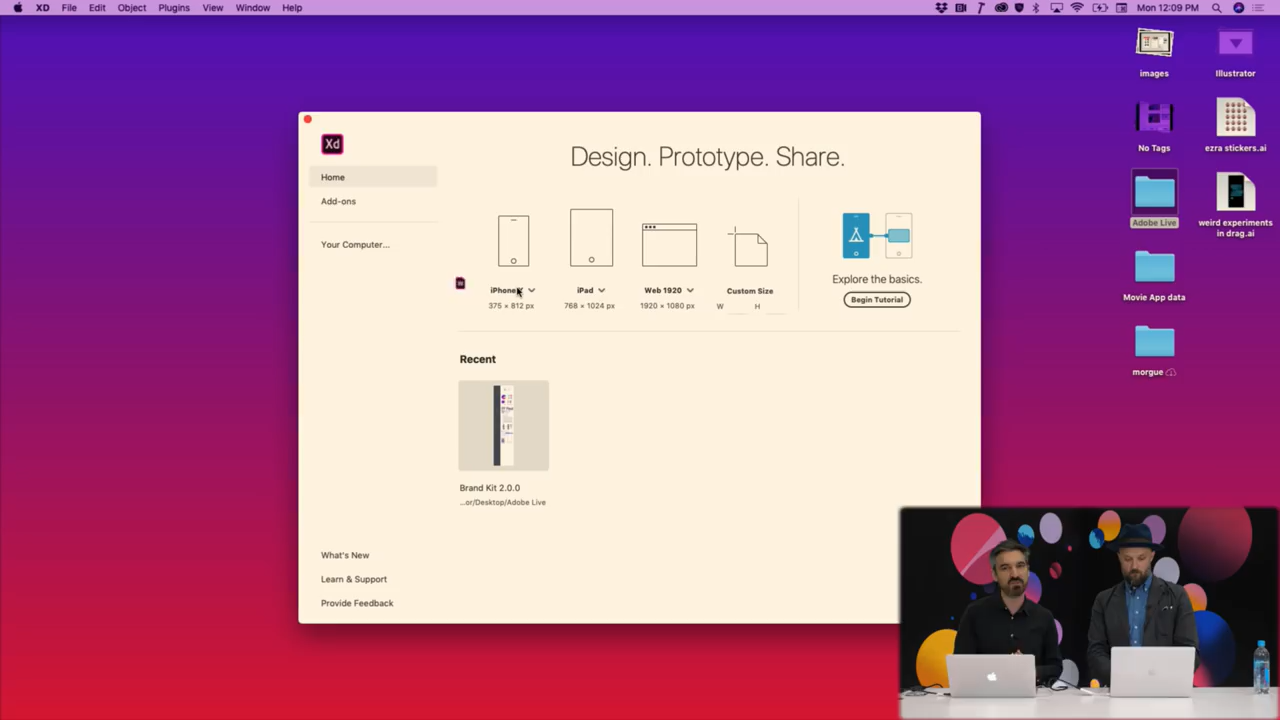 XD File Edit Object Plugins View Window Help
Mon 12:09 PM
images
Illustrator
No Tags
ezra stickers.ai
Adobe Live
weird experiments
in drag.ai
Movie App data
morgue
Xd
Home
Add-ons
Your Computer...
What's New
Learn & Support
Provide Feedback
Design. Prototype. Share.
iPhone
iPad
Web 1920
Custom Size
375 × 812 px
768 × 1024 px
1920 × 1080 px
W H
Explore the basics.
Begin Tutorial
Recent
Brand Kit 2.0.0
...or/Desktop/Adobe Live